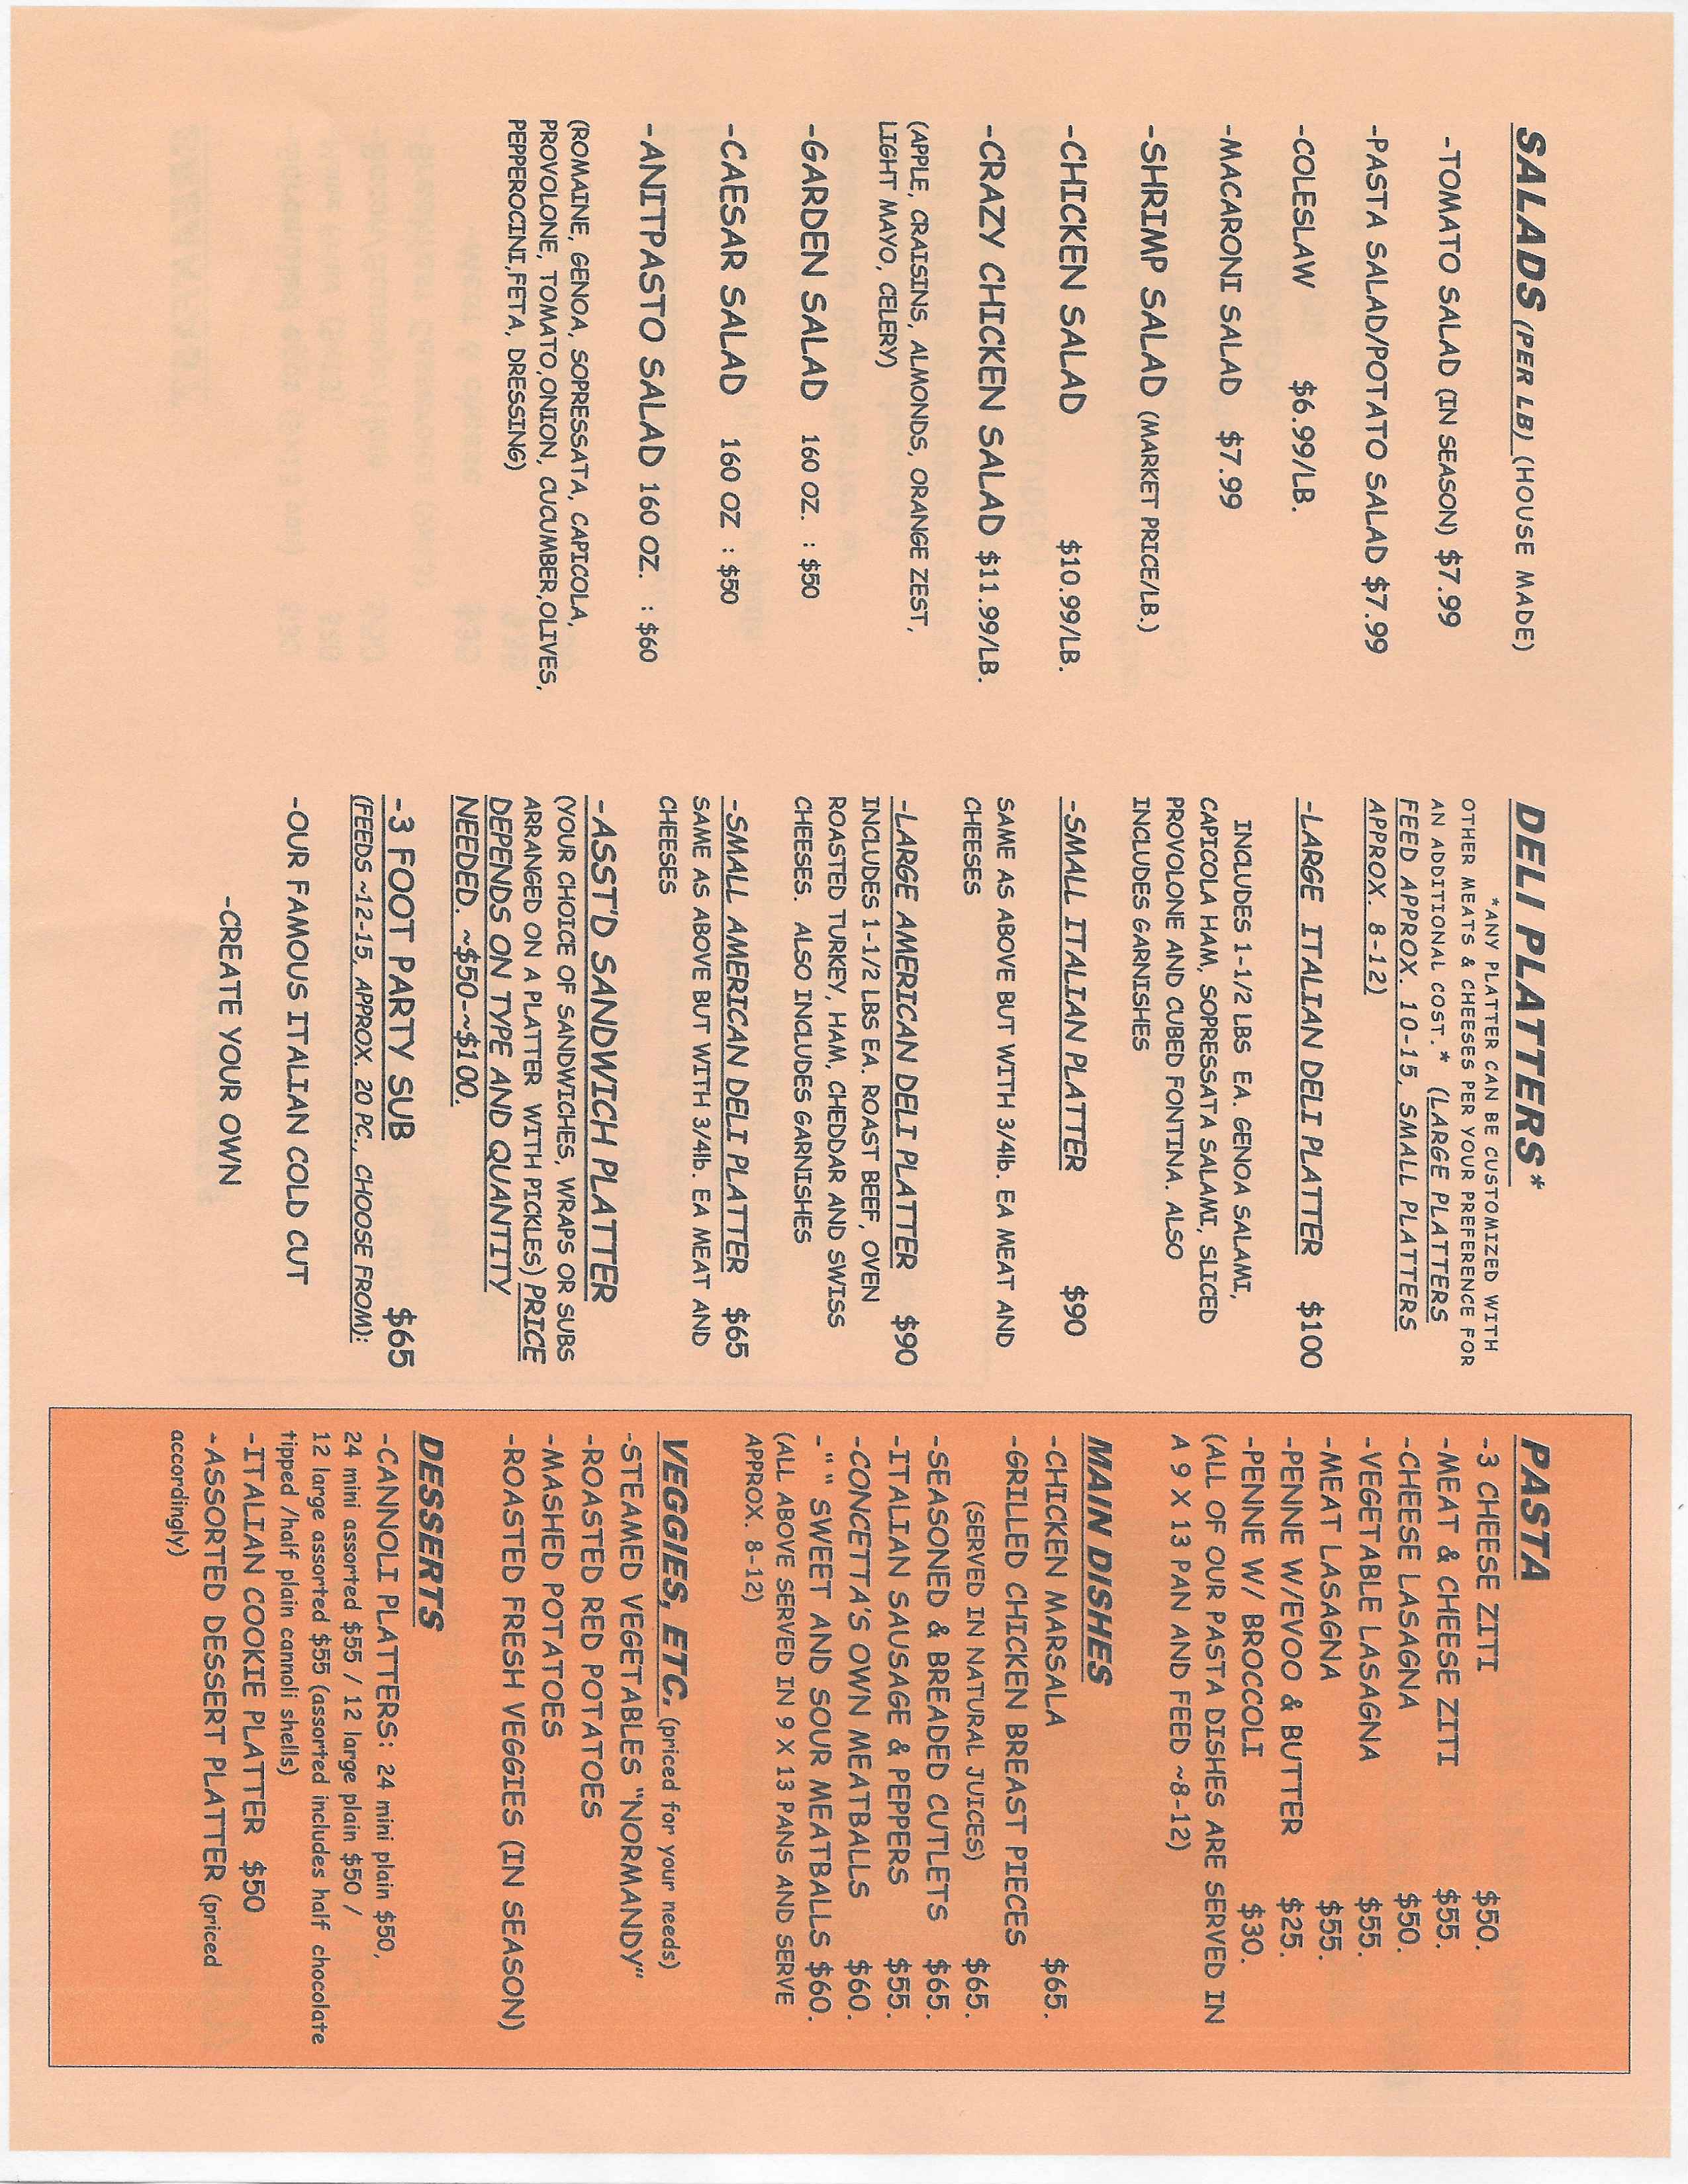 SALADS (PER LB) (HOUSE MADE)
-TOMATO SALAD (IN SEASON) $7.99
-PASTA SALAD/POTATO SALAD $7.99
-COLESLAW $6.99/LB.
-MACARONI SALAD $7.99
-SHRIMP SALAD (MARKET PRICE/LB.)
-CHICKEN SALAD $10.99/LB.
-CRAZY CHICKEN SALAD $11.99/LB.
(APPLE, CRAISINS, ALMONDS, ORANGE ZEST,
LIGHT MAYO, CELERY)
-GARDEN SALAD 160 OZ. : $50
-CAESAR SALAD 160 OZ : $50
-ANITPASTO SALAD 160 OZ. : $60
(ROMAINE, GENOA, SOPRESSATA, CAPICOLA,
PROVOLONE, TOMATO,ONION, CUCUMBER,OLIVES,
PEPPEROCINI,FETA, DRESSING)
DELI PLATTERS*
*ANY PLATTER CAN BE CUSTOMIZED WITH
OTHER MEATS & CHEESES PER YOUR PREFERENCE FOR
AN ADDITIONAL COST.* (LARGE PLATTERS
FEED APPROX. 10-15, SMALL PLATTERS
APPROX. 8-12)
-LARGE ITALIAN DELI PLATTER $100
INCLUDES 1-1/2 LBS EA. GENOA SALAMI,
CAPICOLA HAM, SOPRESSATA SALAMI, SLICED
PROVOLONE AND CUBED FONTINA. ALSO
INCLUDES GARNISHES
-SMALL ITALIAN PLATTER $90
SAME AS ABOVE BUT WITH 3/4lb. EA MEAT AND
CHEESES
-LARGE AMERICAN DELI PLATTER $90
INCLUDES 1-1/2 LBS EA. ROAST BEEF, OVEN
ROASTED TURKEY, HAM, CHEDDAR AND SWISS
CHEESES. ALSO INCLUDES GARNISHES
-SMALL AMERICAN DELI PLATTER $65
SAME AS ABOVE BUT WITH 3/4lb. EA MEAT AND
CHEESES
-ASST'D SANDWICH PLATTER
(YOUR CHOICE OF SANDWICHES, WRAPS OR SUBS
ARRANGED ON A PLATTER WITH PICKLES) PRICE
DEPENDS ON TYPE AND QUANTITY
NEEDED. ~$50-~$100.
-3 FOOT PARTY SUB $65
(FEEDS ~12-15, APPROX. 20 PC., CHOOSE FROM):
-OUR FAMOUS ITALIAN COLD CUT
-CREATE YOUR OWN
PASTA
-3 CHEESE ZITI $50.
-MEAT & CHEESE ZITI $55.
-CHEESE LASAGNA $50.
-VEGETABLE LASAGNA $55.
-MEAT LASAGNA $55.
-PENNE W/EVOO & BUTTER $25.
-PENNE W/ BROCCOLI $30.
(ALL OF OUR PASTA DISHES ARE SERVED IN
A 9 X 13 PAN AND FEED ~8-12)
MAIN DISHES
-CHICKEN MARSALA $65.
-GRILLED CHICKEN BREAST PIECES
(SERVED IN NATURAL JUICES) $65.
-SEASONED & BREADED CUTLETS $65.
-ITALIAN SAUSAGE & PEPPERS $55.
-CONCETTA'S OWN MEATBALLS $60.
-" " SWEET AND SOUR MEATBALLS $60.
(ALL ABOVE SERVED IN 9 X 13 PANS AND SERVE
APPROX. 8-12)
VEGGIES, ETC. (priced for your needs)
-STEAMED VEGETABLES "NORMANDY"
-ROASTED RED POTATOES
-MASHED POTATOES
-ROASTED FRESH VEGGIES (IN SEASON)
DESSERTS
-CANNOLI PLATTERS: 24 mini plain $50,
24 mini assorted $55 / 12 large plain $50 /
12 large assorted $55 (assorted includes half chocolate
tipped /half plain cannoli shells)
-ITALIAN COOKIE PLATTER $50
-ASSORTED DESSERT PLATTER (priced
accordingly)